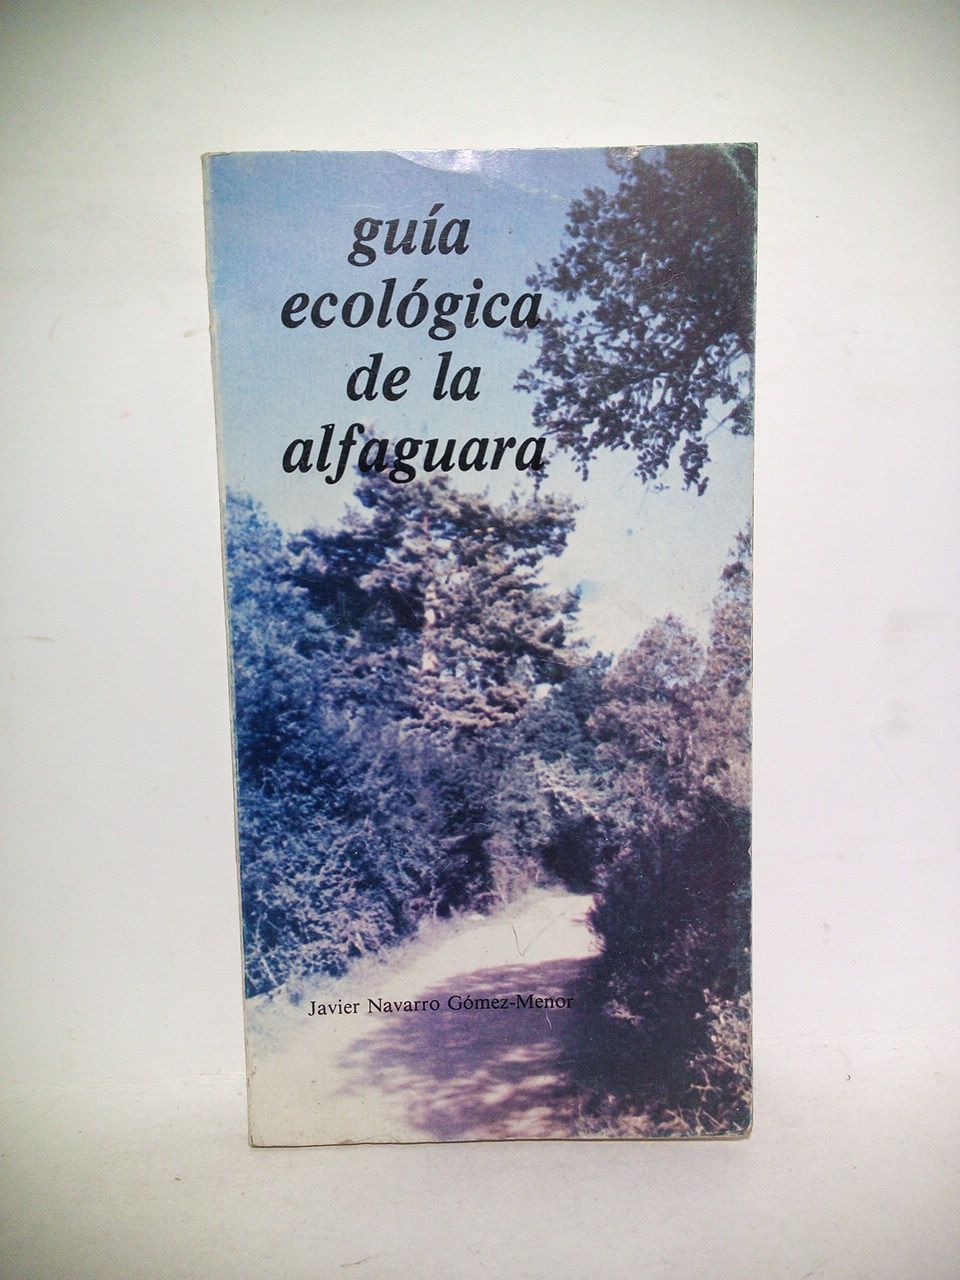 guía
ecológica
de la
alfaguara
Javier Navarro Gómez-Menor